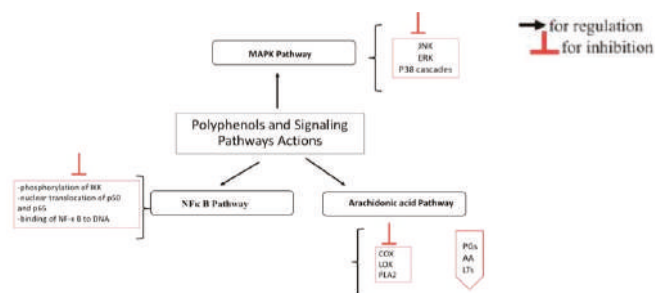 for regulation
for inhibition
MAPK Pathway
JNK
ERK
P38 cascades
Polyphenols and Signaling
Pathways Actions
-phosphorylation of IKK
-nuclear translocation of p50
and p65
-binding of NF-κ B to DNA
NFκ B Pathway
Arachidonic acid Pathway
COX
LOX
PLA2
PGs
AA
LTs